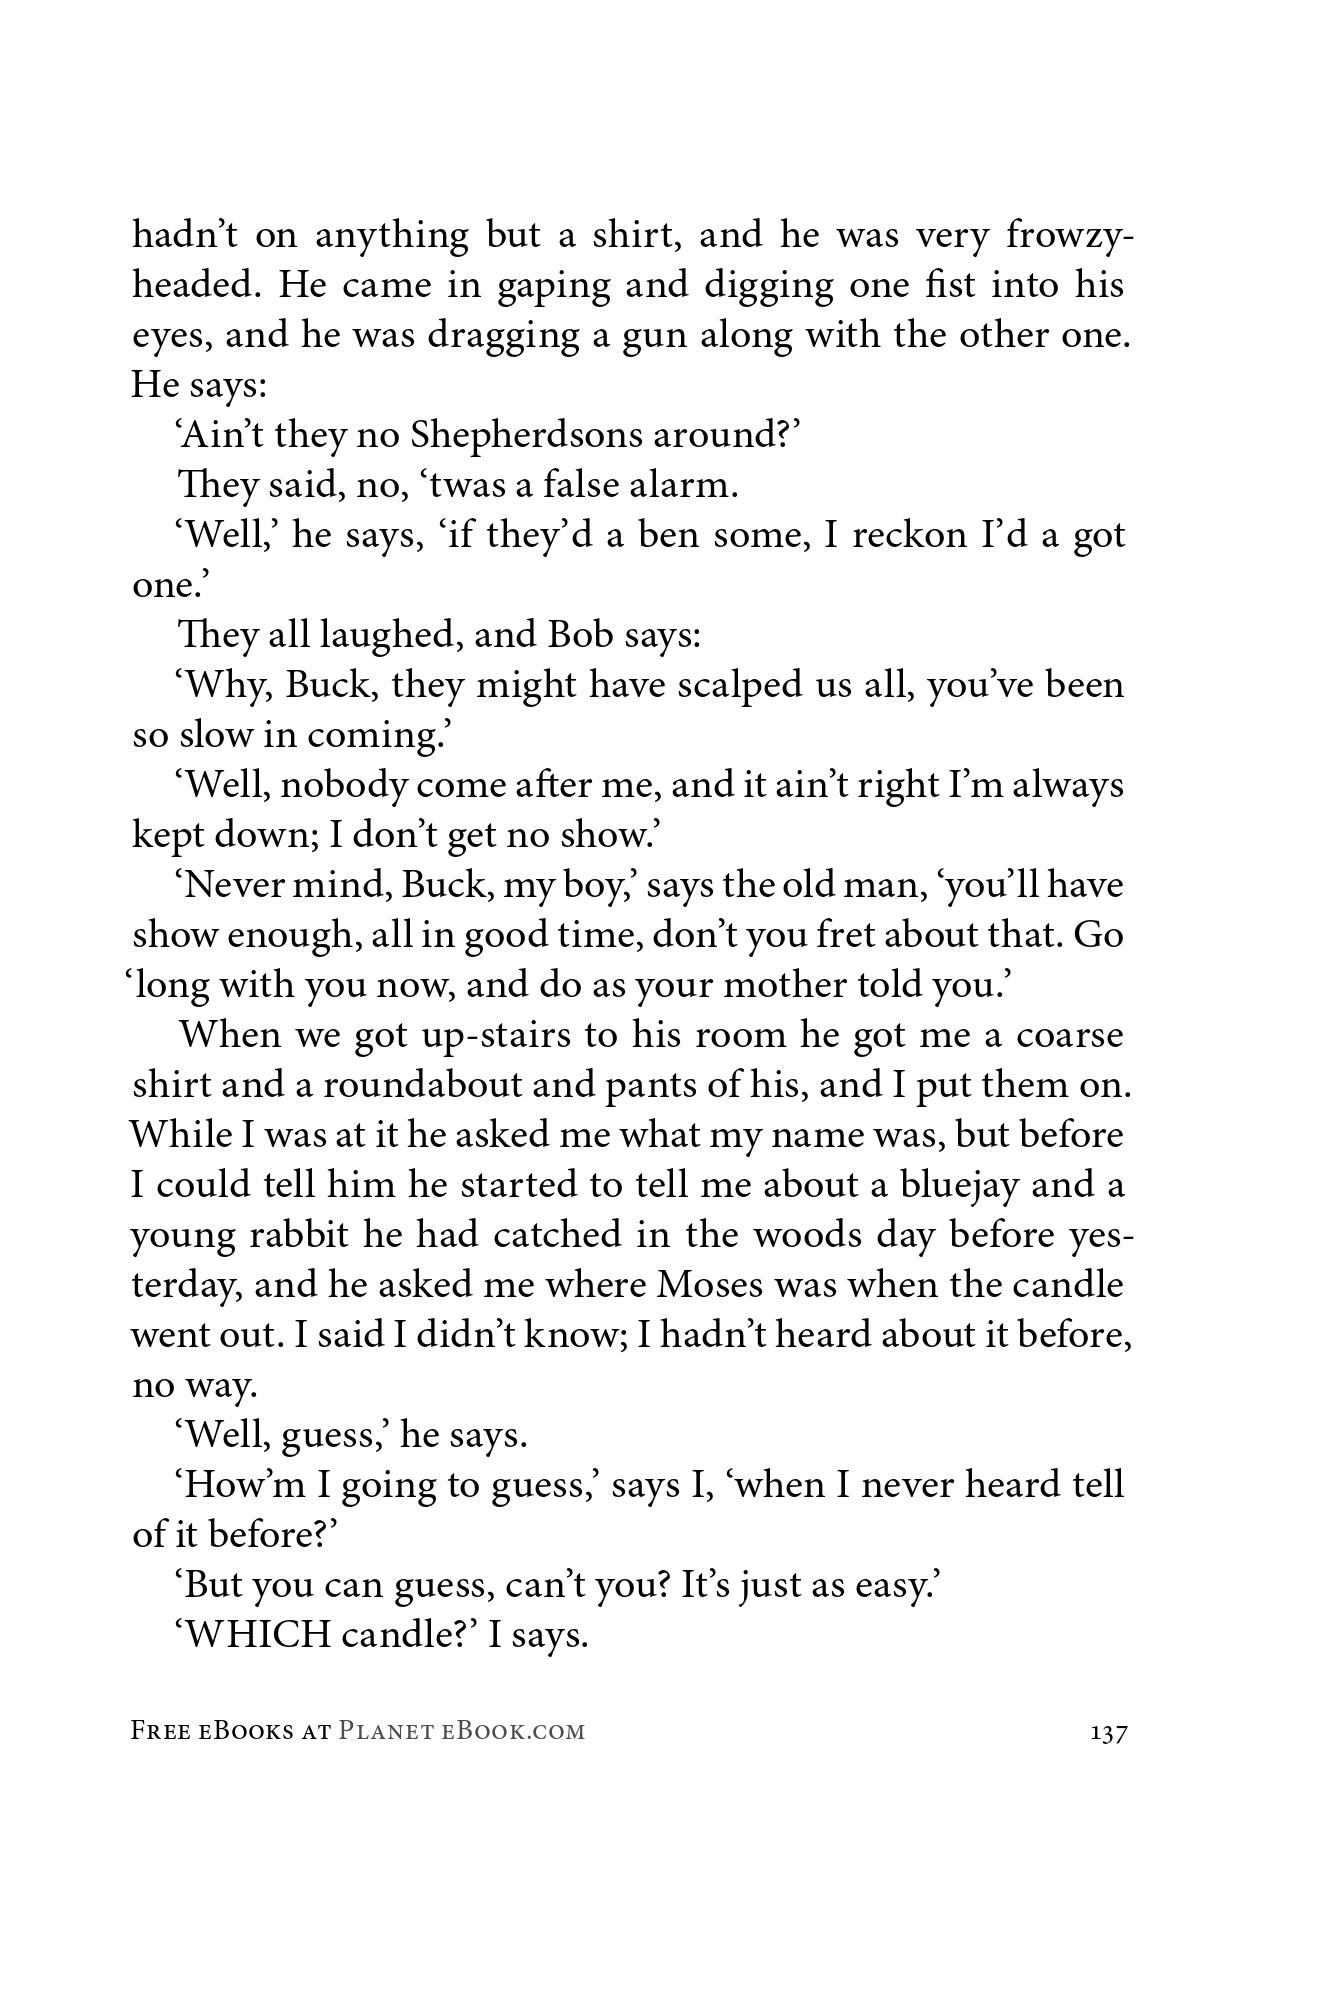 hadn’t on anything but a shirt, and he was very frowzy-
headed. He came in gaping and digging one fist into his
eyes, and he was dragging a gun along with the other one.
He says:
‘Ain’t they no Shepherdsons around?’
They said, no, ‘twas a false alarm.
‘Well,’ he says, ‘if they’d a ben some, I reckon I’d a got
one.’
They all laughed, and Bob says:
‘Why, Buck, they might have scalped us all, you’ve been
so slow in coming.’
‘Well, nobody come after me, and it ain’t right I’m always
kept down; I don’t get no show.’
‘Never mind, Buck, my boy,’ says the old man, ‘you’ll have
show enough, all in good time, don’t you fret about that. Go
‘long with you now, and do as your mother told you.’
When we got up-stairs to his room he got me a coarse
shirt and a roundabout and pants of his, and I put them on.
While I was at it he asked me what my name was, but before
I could tell him he started to tell me about a bluejay and a
young rabbit he had catched in the woods day before yes-
terday, and he asked me where Moses was when the candle
went out. I said I didn’t know; I hadn’t heard about it before,
no way.
‘Well, guess,’ he says.
‘How’m I going to guess,’ says I, ‘when I never heard tell
of it before?’
‘But you can guess, can’t you? It’s just as easy.’
‘WHICH candle?’ I says.
Free eBooks at Planet eBook.com 137